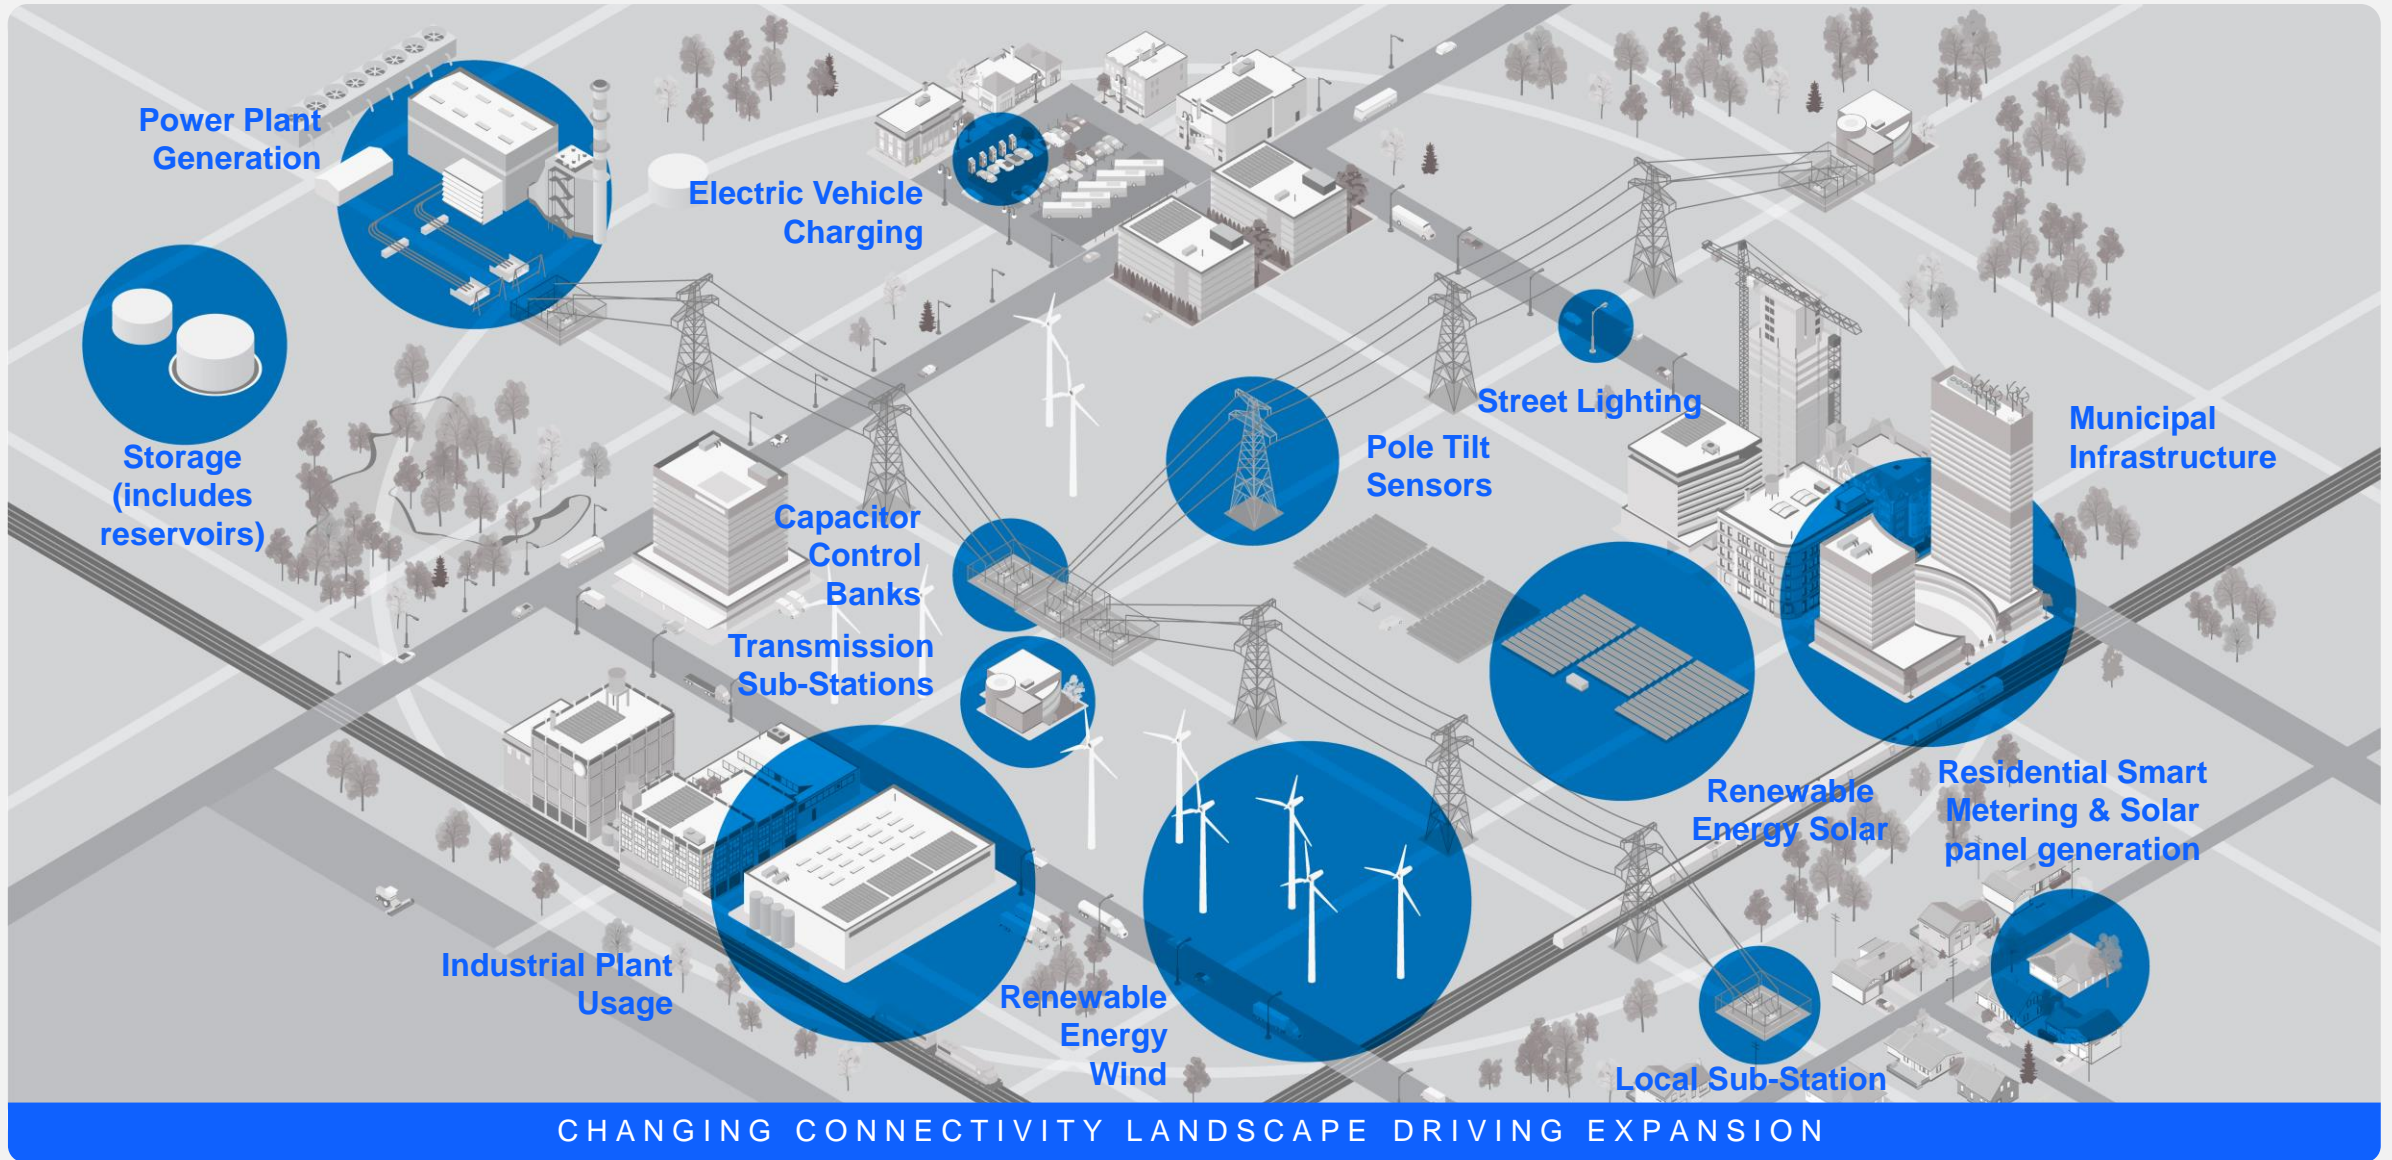 Power Plant
Generation
Electric Vehicle
Charging
Storage
(includes
reservoirs)
Street Lighting
Pole Tilt
Sensors
Municipal
Infrastructure
Capacitor
Control
Banks
Transmission
Sub-Stations
Renewable
Energy Solar
Residential Smart
Metering & Solar
panel generation
Industrial Plant
Usage
Renewable
Energy
Wind
Local Sub-Station
CHANGING CONNECTIVITY LANDSCAPE DRIVING EXPANSION